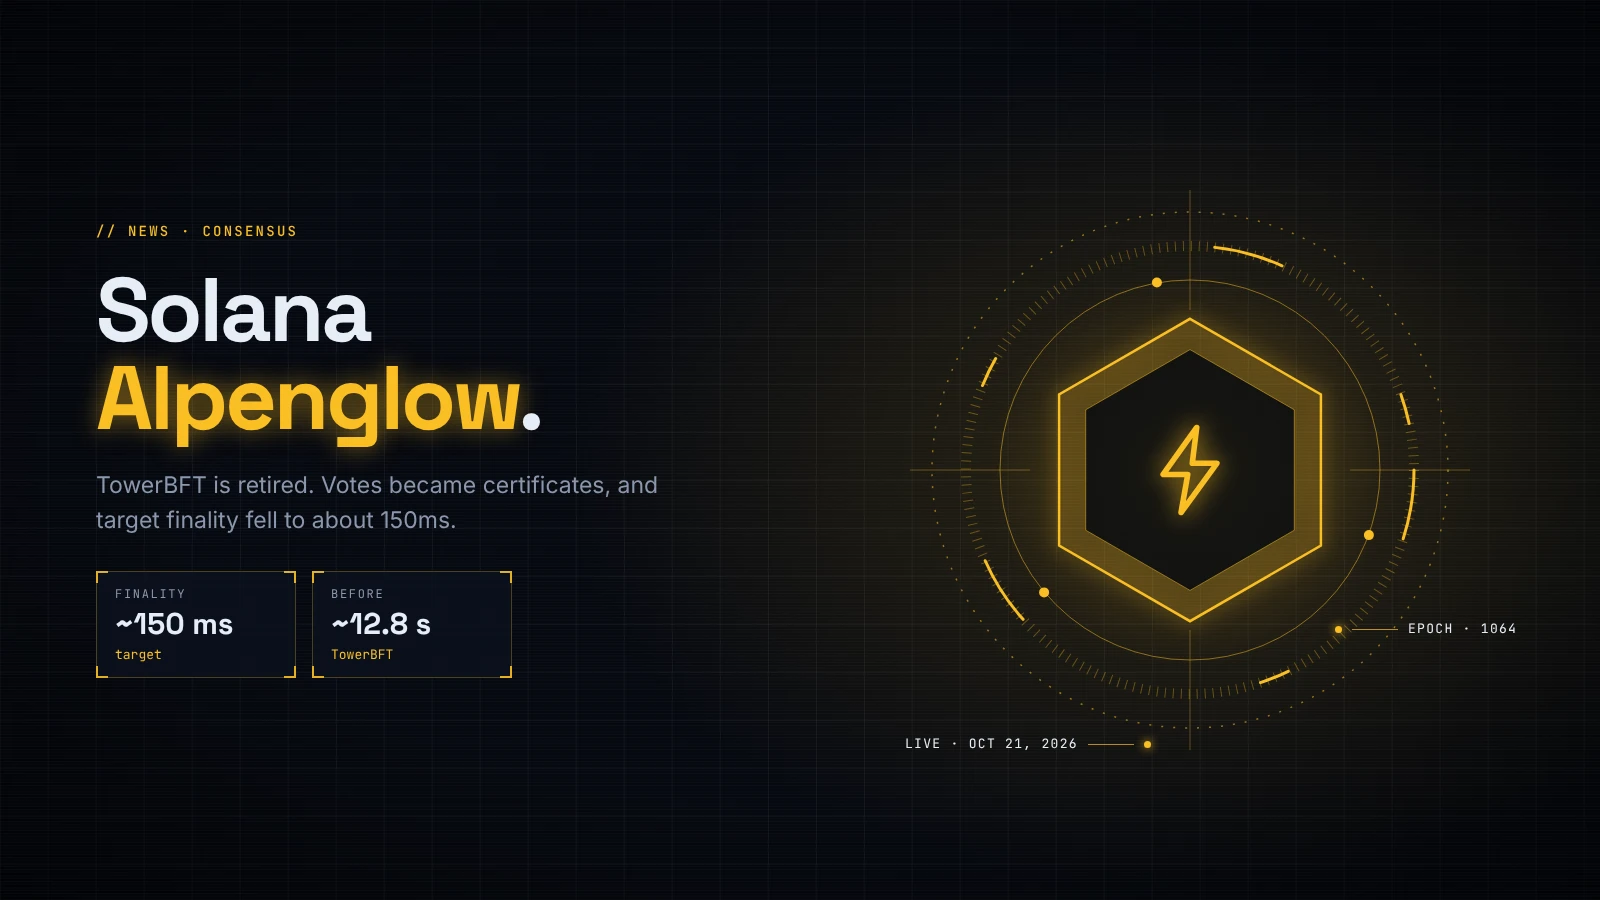 // NEWS · CONSENSUS
Solana
Alpenglow.
TowerBFT is retired. Votes became certificates, and
target finality fell to about 150ms.
FINALITY
~150 ms
target
BEFORE
~12.8 s
TowerBFT
EPOCH · 1064
LIVE · OCT 21, 2026